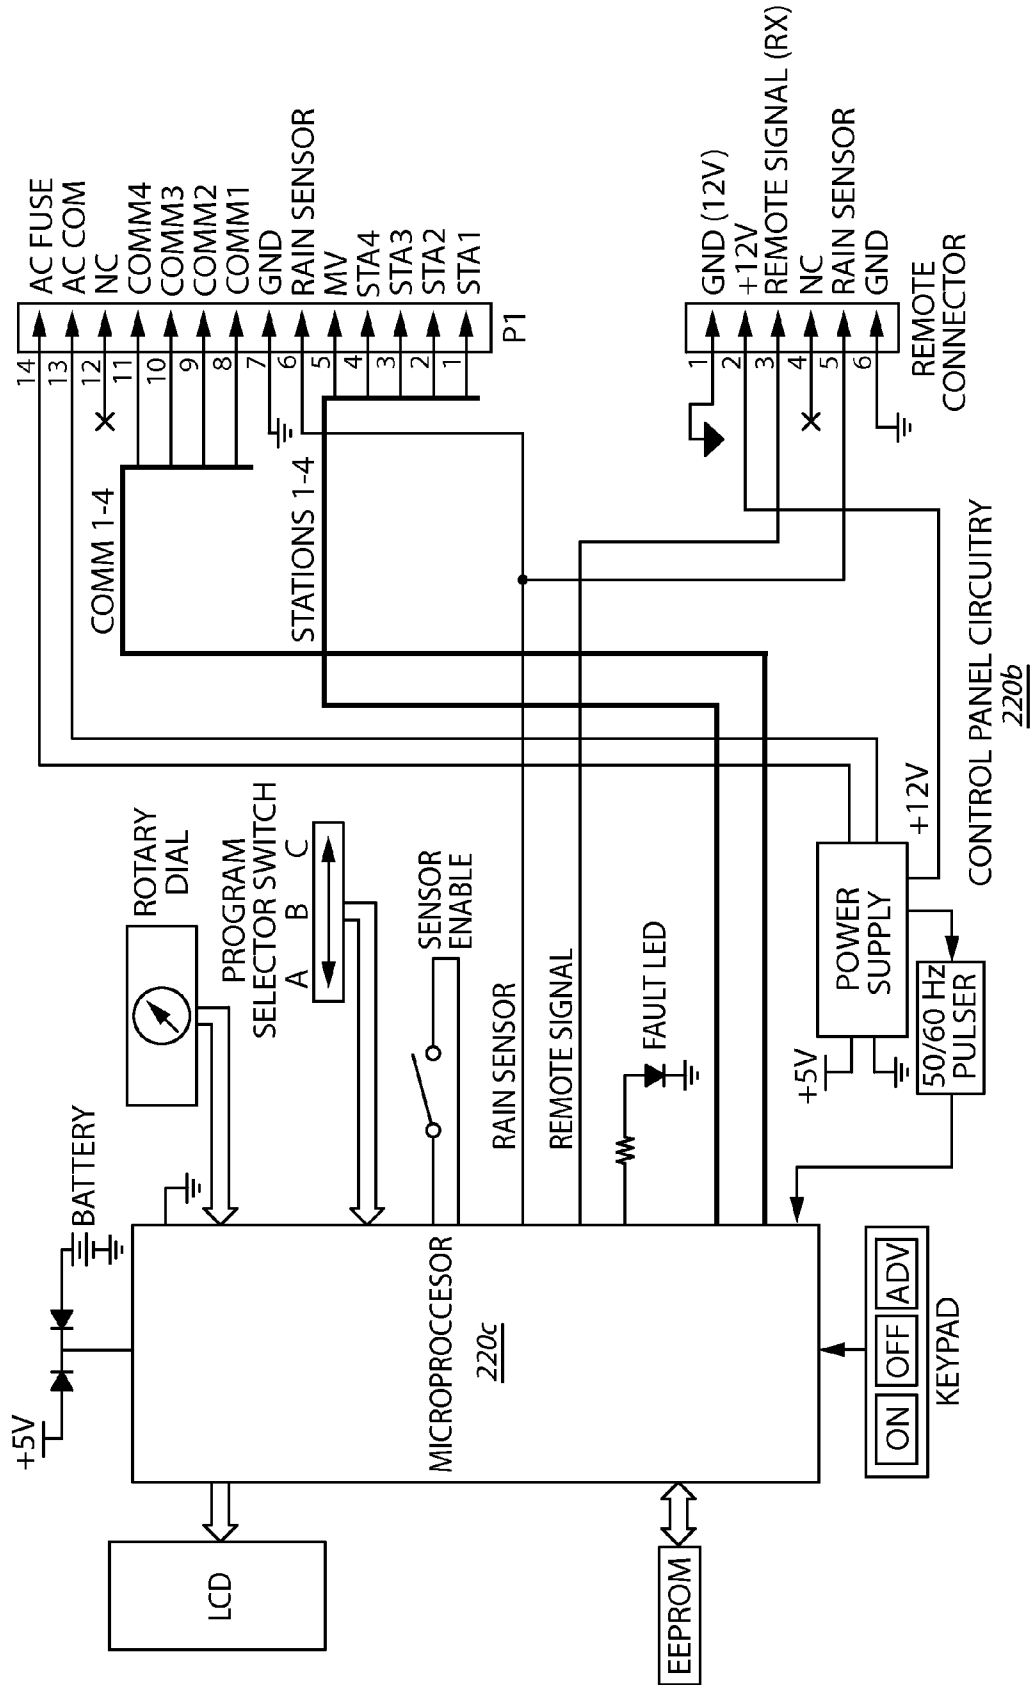 +5V
BATTERY
LCD
ROTARY
DIAL
PROGRAM
SELECTOR SWITCH
A B C
SENSOR
ENABLE
RAIN SENSOR
REMOTE SIGNAL
FAULT LED
MICROPROCCESOR
220c
EEPROM
ON OFF ADV
KEYPAD
+5V
POWER
SUPPLY
50/60 Hz
PULSER
+12V
COMM 1-4
STATIONS 1-4
14 AC FUSE
13 AC COM
12 NC
11 COMM4
10 COMM3
9 COMM2
8 COMM1
7 GND
6 RAIN SENSOR
5 MV
4 STA4
3 STA3
2 STA2
1 STA1
P1
1 GND (12V)
2 +12V
3 REMOTE SIGNAL (RX)
4 NC
5 RAIN SENSOR
6 GND
REMOTE
CONNECTOR
CONTROL PANEL CIRCUITRY
220b